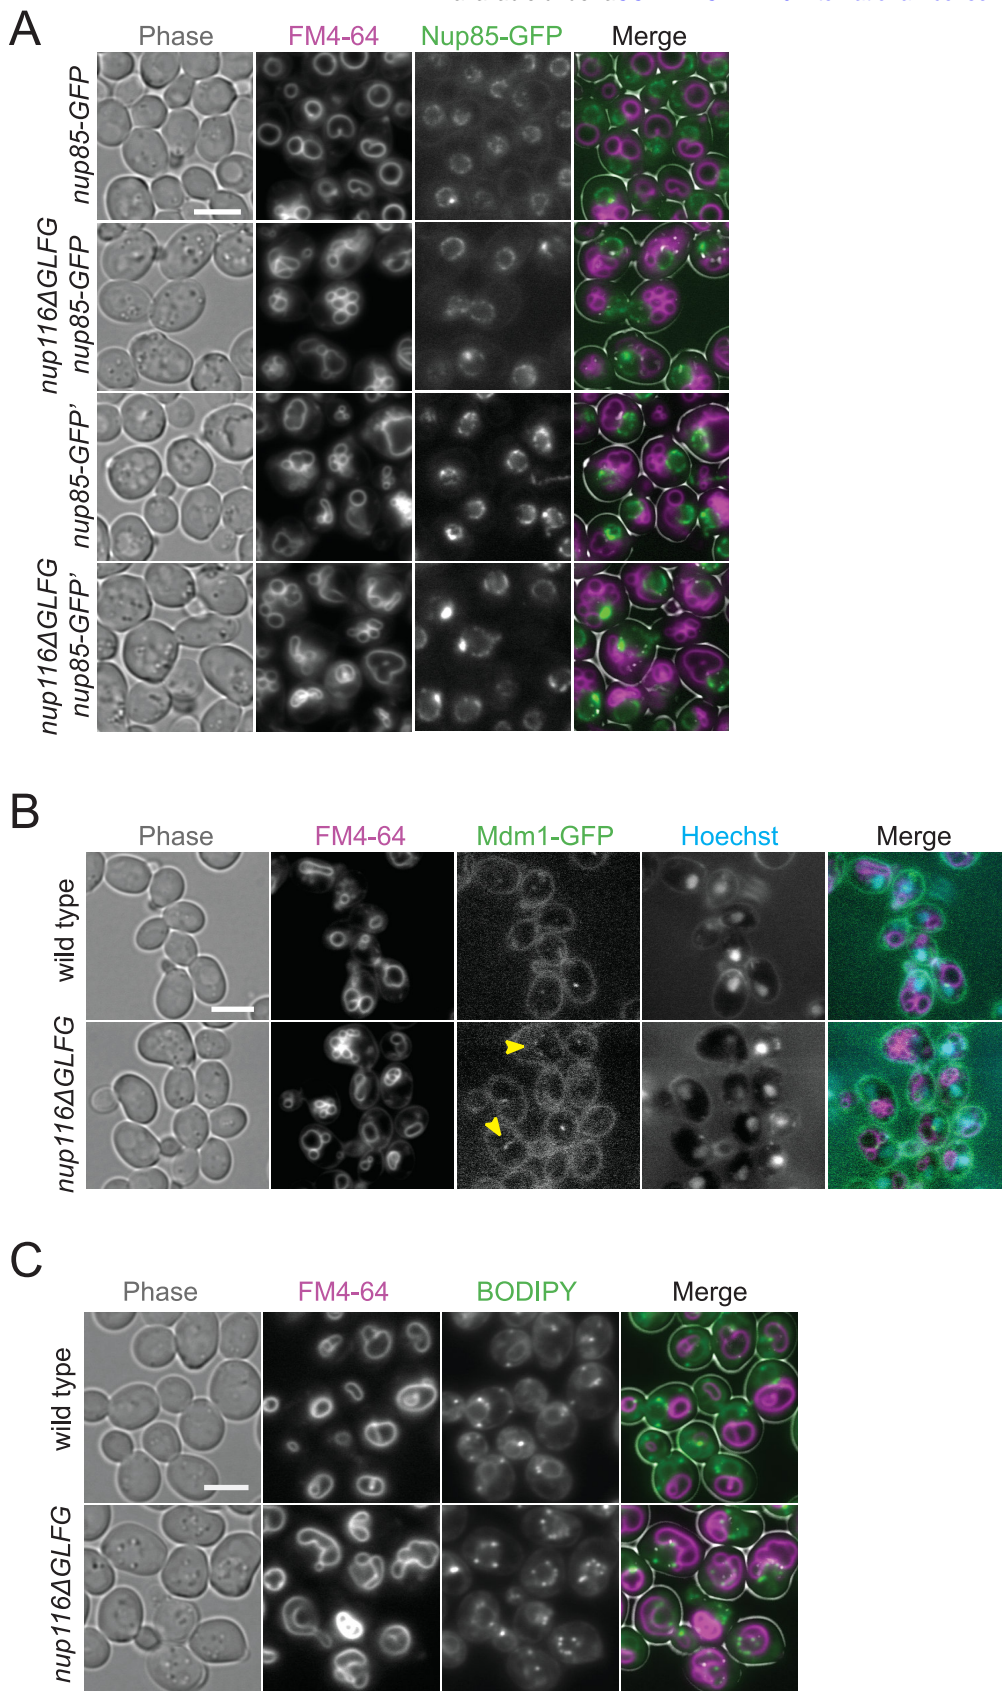 A
Phase FM4-64 Nup85-GFP Merge
nup85-GFP
nup116ΔGLFG
nup85-GFP
nup85-GFP'
nup116ΔGLFG
nup85-GFP'
B
Phase FM4-64 Mdm1-GFP Hoechst Merge
wild type
nup116ΔGLFG
C
Phase FM4-64 BODIPY Merge
wild type
nup116ΔGLFG